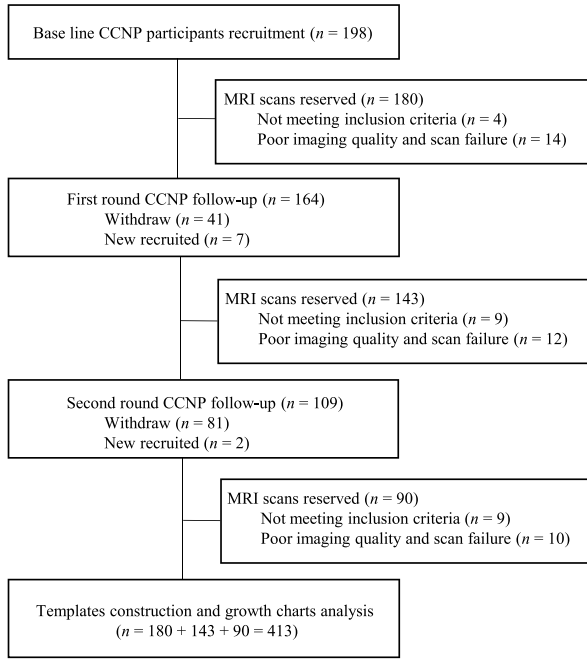 Base line CCNP participants recruitment (n = 198)
MRI scans reserved (n = 180)
Not meeting inclusion criteria (n = 4)
Poor imaging quality and scan failure (n = 14)
First round CCNP follow-up (n = 164)
Withdraw (n = 41)
New recruited (n = 7)
MRI scans reserved (n = 143)
Not meeting inclusion criteria (n = 9)
Poor imaging quality and scan failure (n = 12)
Second round CCNP follow-up (n = 109)
Withdraw (n = 81)
New recruited (n = 2)
MRI scans reserved (n = 90)
Not meeting inclusion criteria (n = 9)
Poor imaging quality and scan failure (n = 10)
Templates construction and growth charts analysis
(n = 180 + 143 + 90 = 413)